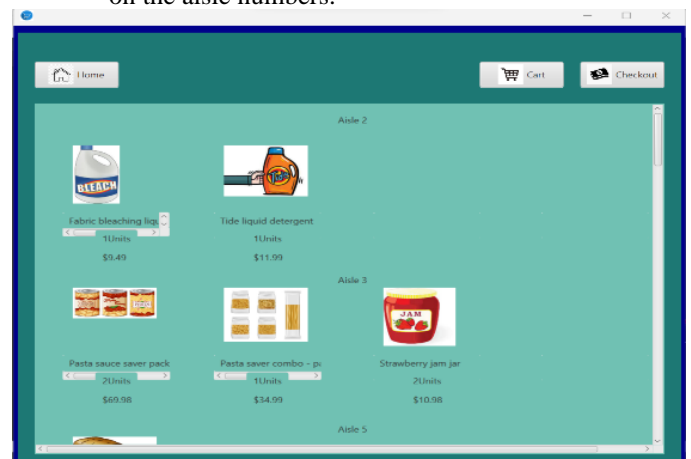 on the aisle numbers.
Home
Cart
Checkout
Aisle 2
BLEACH
Tide
Fabric bleaching liqu
Tide liquid detergent
1Units
1Units
$9.49
$11.99
Aisle 3
JAM
Pasta sauce saver pack
Pasta saver combo - p
Strawberry jam jar
2Units
1Units
2Units
$69.98
$34.99
$10.98
Aisle 5